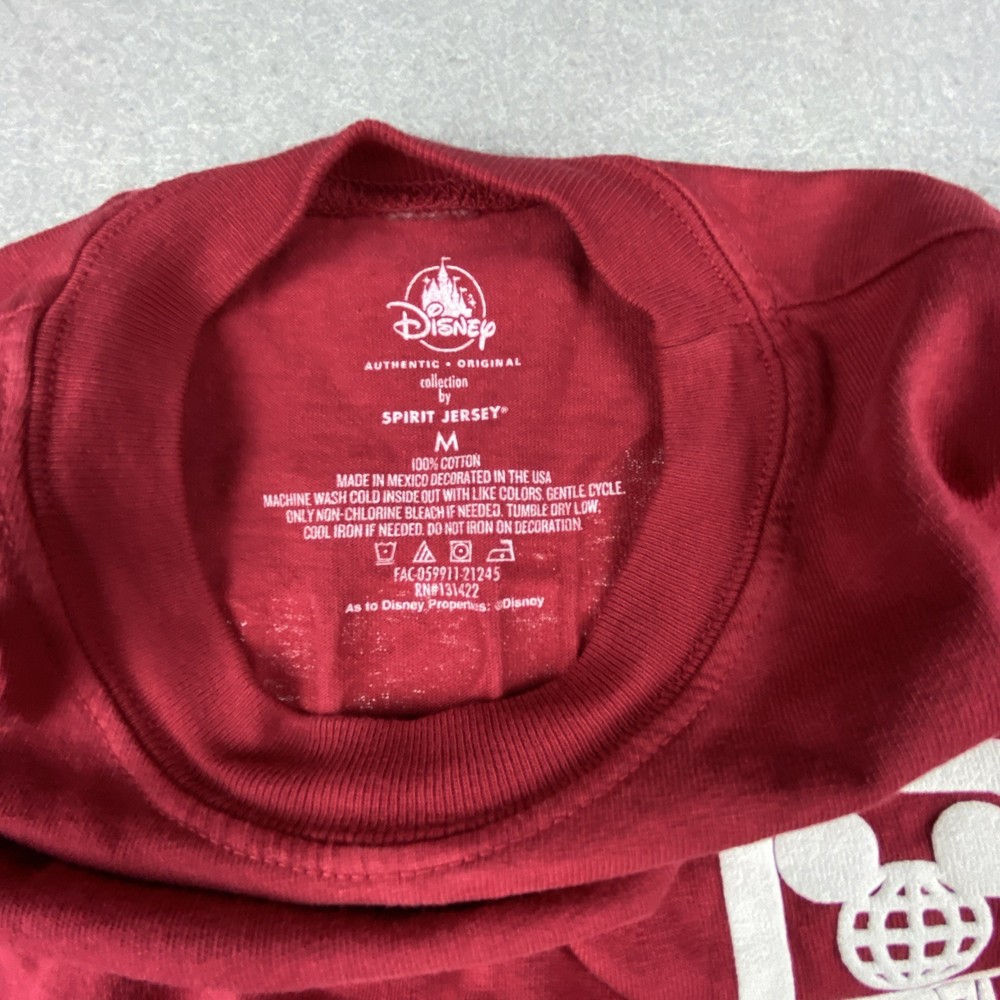 Disney
AUTHENTIC • ORIGINAL
collection
by
SPIRIT JERSEY®
M
100% COTTON
MADE IN MEXICO DECORATED IN THE USA
MACHINE WASH COLD INSIDE OUT WITH LIKE COLORS. GENTLE CYCLE.
ONLY NON-CHLORINE BLEACH IF NEEDED. TUMBLE DRY LOW.
COOL IRON IF NEEDED. DO NOT IRON ON DECORATION.
FAC-059911-21245
RN#131422
As to Disney Properties: ©Disney